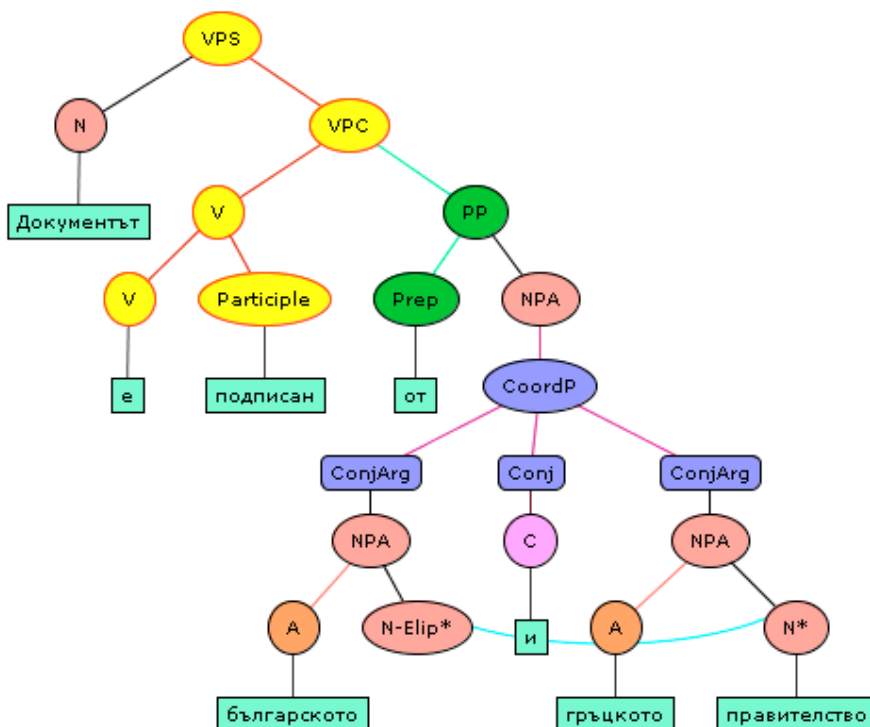 VPS
N
VPC
Документът
V
PP
V
Participle
Prep
NPA
е
подписан
от
CoordP
ConjArg
Conj
ConjArg
NPA
C
NPA
A
N-Elip*
и
A
N*
българското
гръцкото
правителство